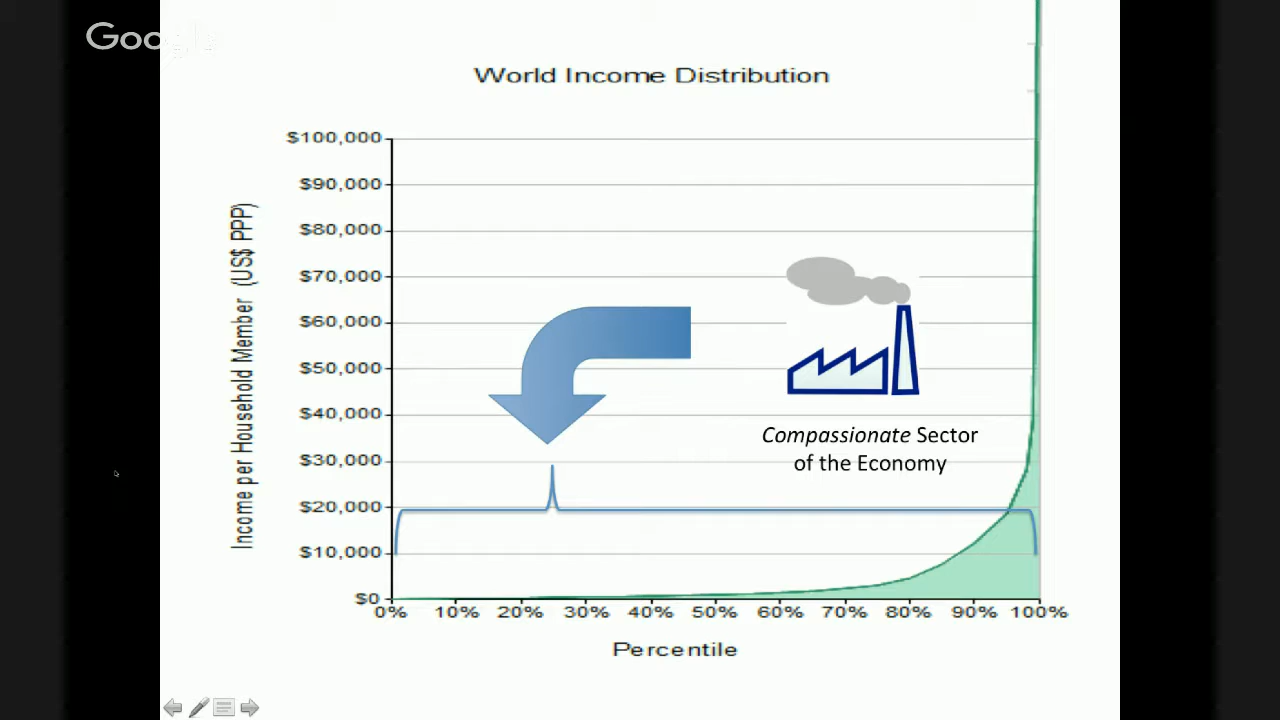 Google
World Income Distribution
$100,000
$90,000
$80,000
$70,000
$60,000
$50,000
$40,000
$30,000
$20,000
$10,000
$0
Income per Household Member (US$ PPP)
Compassionate Sector
of the Economy
0% 10% 20% 30% 40% 50% 60% 70% 80% 90% 100%
Percentile